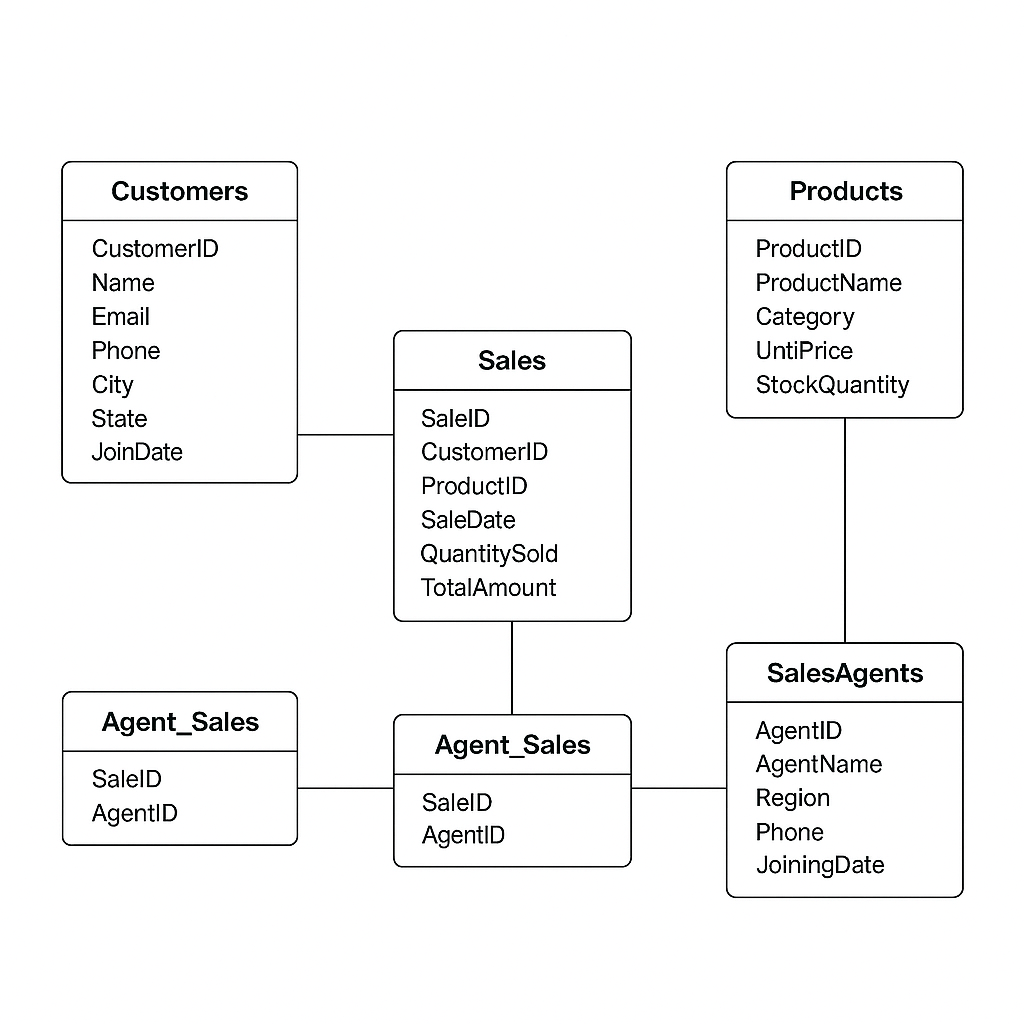 Customers
CustomerID
Name
Email
Phone
City
State
JoinDate
Products
ProductID
ProductName
Category
UntiPrice
StockQuantity
Sales
SaleID
CustomerID
ProductID
SaleDate
QuantitySold
TotalAmount
Agent_Sales
SaleID
AgentID
Agent_Sales
SaleID
AgentID
SalesAgents
AgentID
AgentName
Region
Phone
JoiningDate